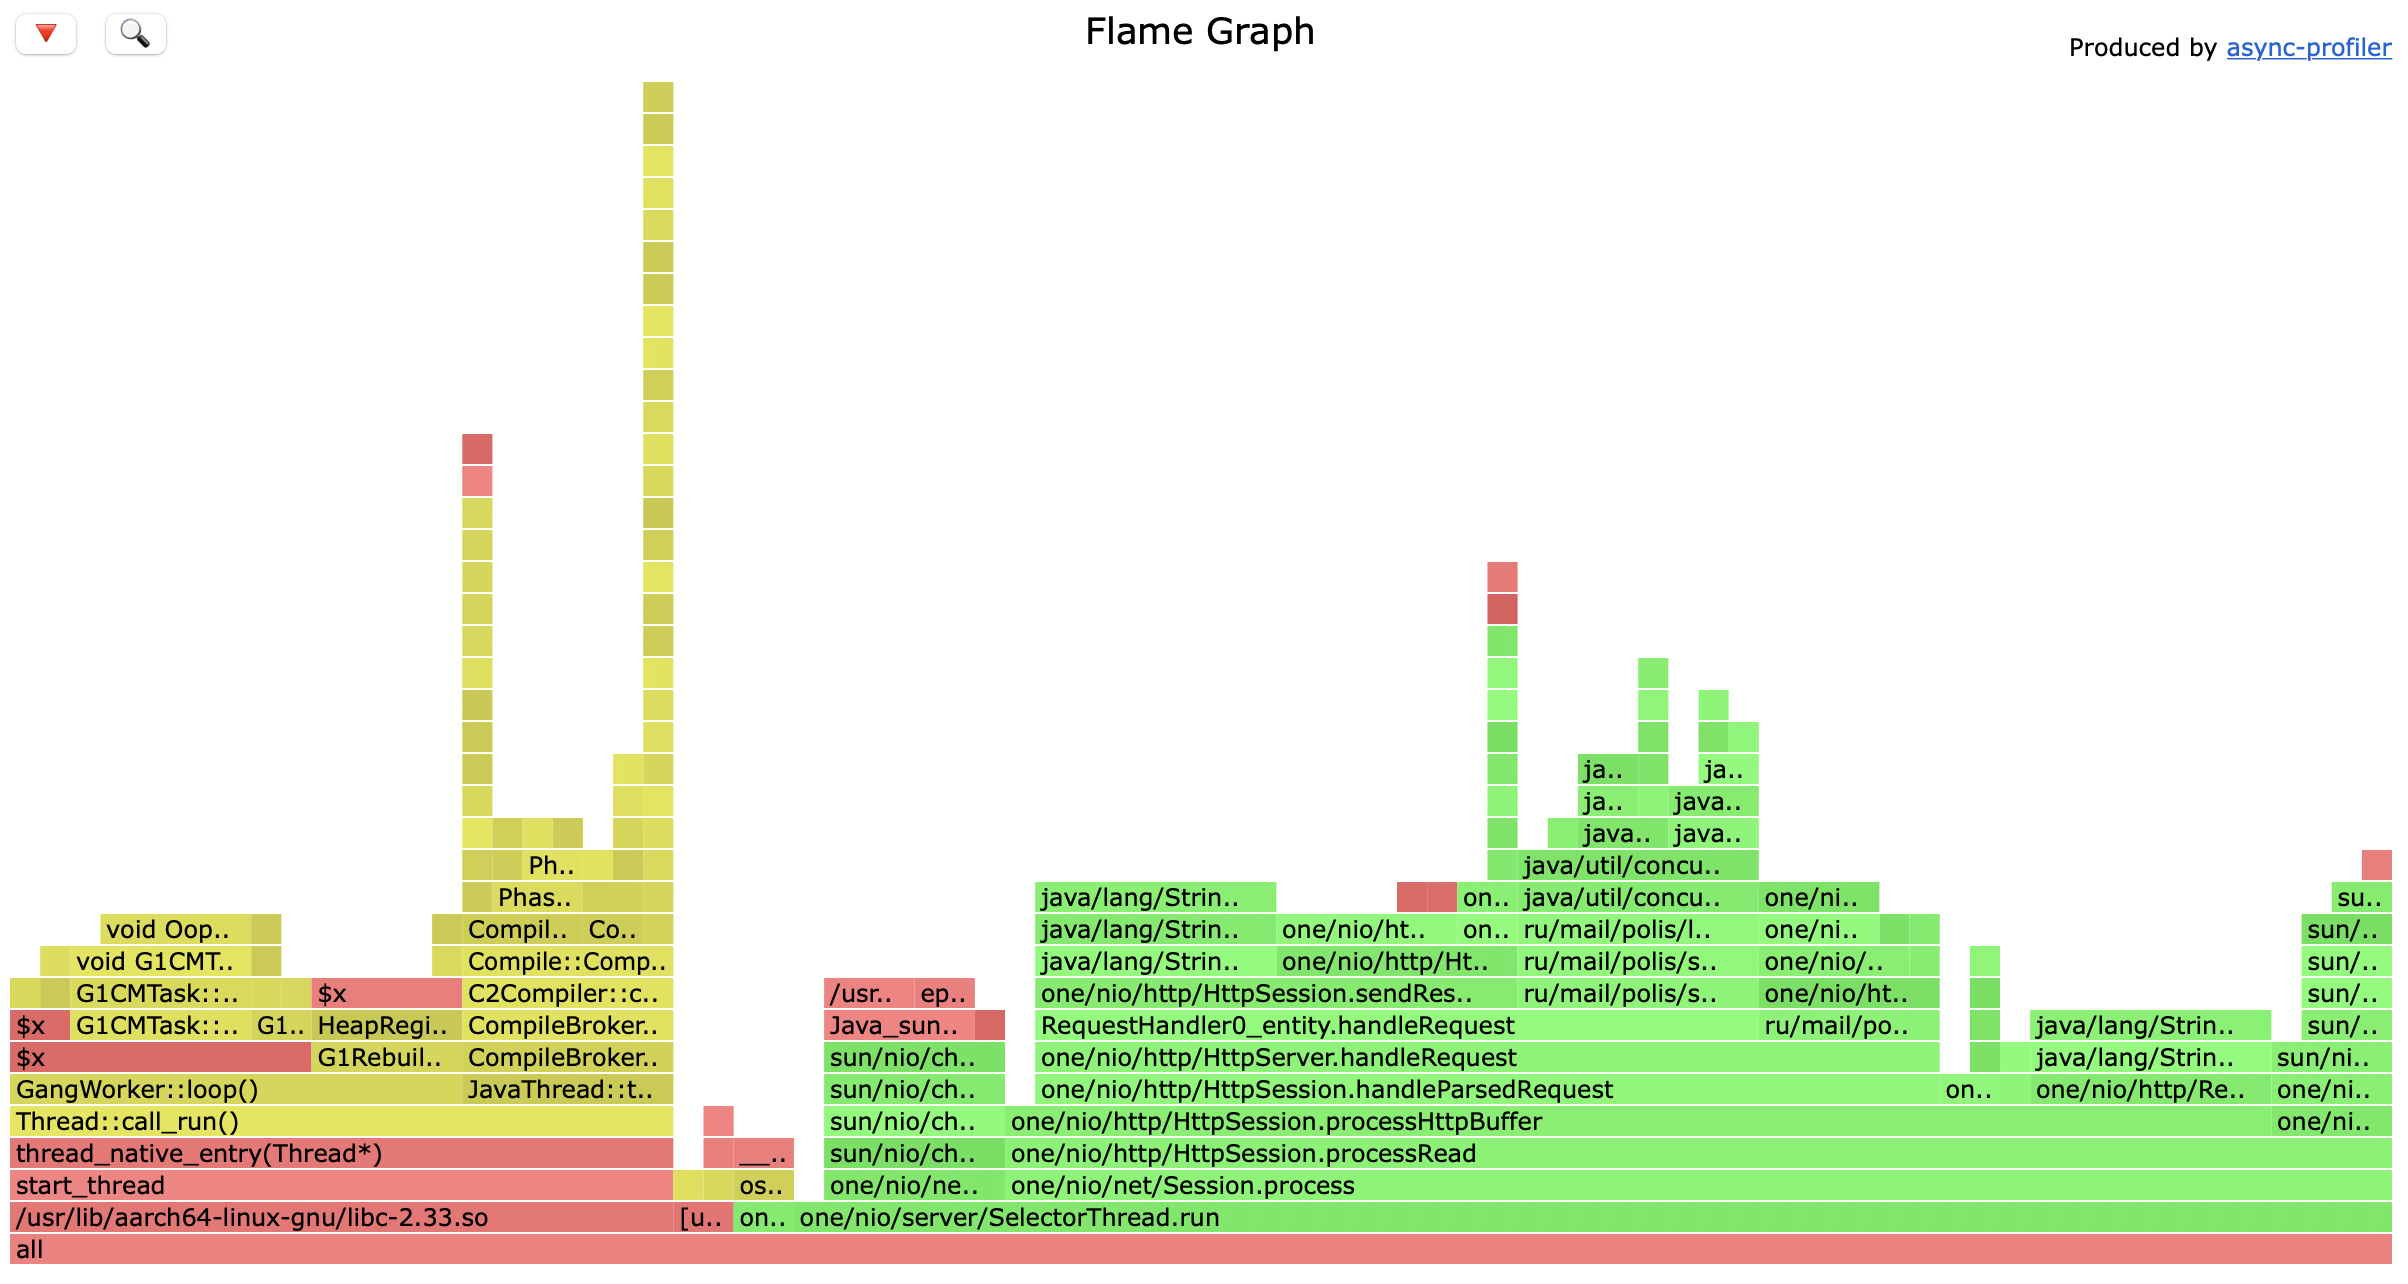 Flame Graph
Produced by async-profiler
ja.. ja..
ja.. java..
java.. java..
Ph.. java/util/concu..
Phas.. java/lang/Strin.. on.. java/util/concu.. one/ni.. su..
void Oop.. Compil.. Co.. java/lang/Strin.. one/nio/ht.. on.. ru/mail/polis/l.. one/ni.. sun/..
void G1CMT.. Compile::Comp.. java/lang/Strin.. one/nio/http/Ht.. ru/mail/polis/s.. one/nio/.. sun/..
G1CMTask::.. $x C2Compiler::c.. /usr.. ep.. one/nio/http/HttpSession.sendRes.. ru/mail/polis/s.. one/nio/ht.. sun/..
$x G1CMTask::.. G1.. HeapRegi.. CompileBroker.. Java_sun.. RequestHandler0_entity.handleRequest ru/mail/po.. java/lang/Strin.. sun/..
$x G1Rebuil.. CompileBroker.. sun/nio/ch.. one/nio/http/HttpServer.handleRequest java/lang/Strin.. sun/ni..
GangWorker::loop() JavaThread::t.. sun/nio/ch.. one/nio/http/HttpSession.handleParsedRequest on.. one/nio/http/Re.. one/ni..
Thread::call_run() sun/nio/ch.. one/nio/http/HttpSession.processHttpBuffer one/ni..
thread_native_entry(Thread*) __.. sun/nio/ch.. one/nio/http/HttpSession.processRead
start_thread os.. one/nio/ne.. one/nio/net/Session.process
/usr/lib/aarch64-linux-gnu/libc-2.33.so [u.. on.. one/nio/server/SelectorThread.run
all